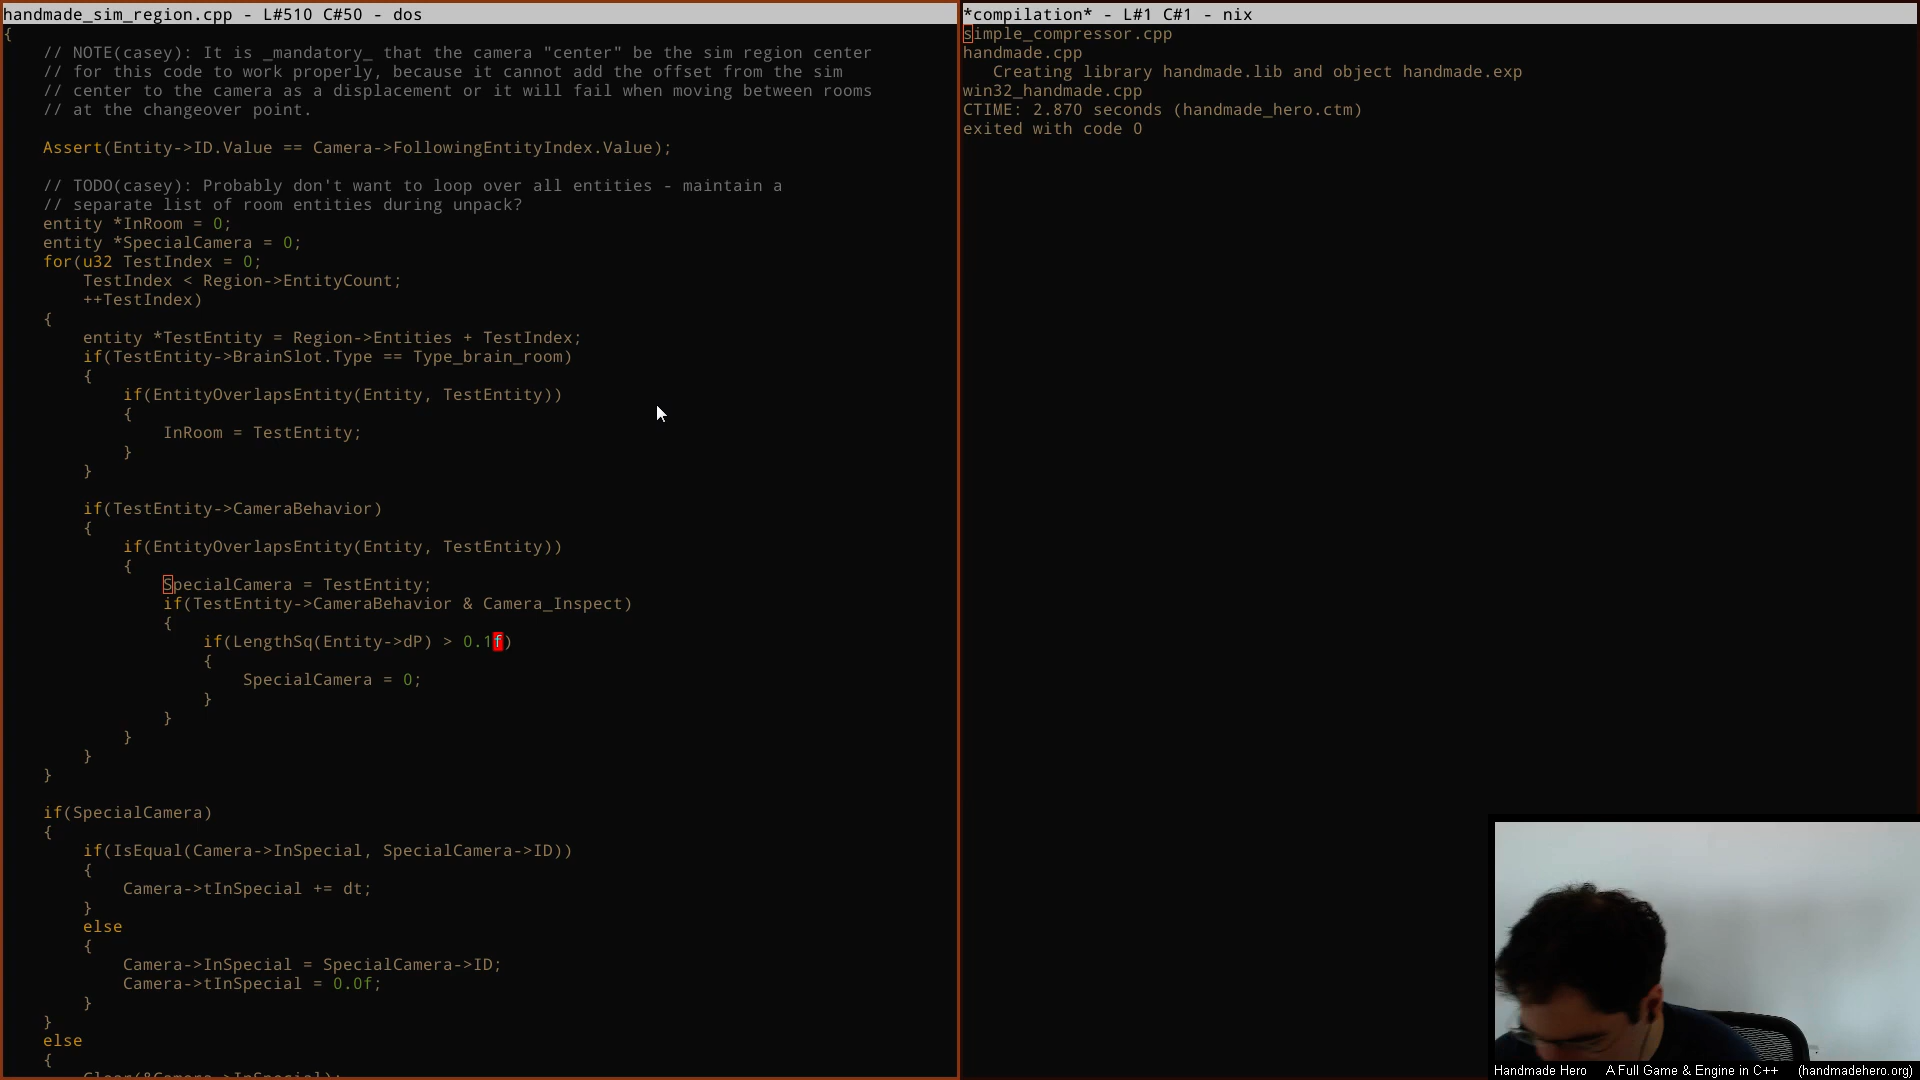 handmade_sim_region.cpp - L#510 C#50 - dos
{
    // NOTE(casey): It is _mandatory_ that the camera "center" be the sim region center
    // for this code to work properly, because it cannot add the offset from the sim
    // center to the camera as a displacement or it will fail when moving between rooms
    // at the changeover point.
    Assert(Entity->ID.Value == Camera->FollowingEntityIndex.Value);
    // TODO(casey): Probably don't want to loop over all entities - maintain a
    // separate list of room entities during unpack?
    entity *InRoom = 0;
    entity *SpecialCamera = 0;
    for(u32 TestIndex = 0;
        TestIndex < Region->EntityCount;
        ++TestIndex)
    {
        entity *TestEntity = Region->Entities + TestIndex;
        if(TestEntity->BrainSlot.Type == Type_brain_room)
        {
            if(EntityOverlapsEntity(Entity, TestEntity))
            {
                InRoom = TestEntity;
            }
        }
        if(TestEntity->CameraBehavior)
        {
            if(EntityOverlapsEntity(Entity, TestEntity))
            {
                SpecialCamera = TestEntity;
                if(TestEntity->CameraBehavior & Camera_Inspect)
                {
                    if(LengthSq(Entity->dP) > 0.1f)
                    {
                        SpecialCamera = 0;
                    }
                }
            }
        }
    }
    if(SpecialCamera)
    {
        if(IsEqual(Camera->InSpecial, SpecialCamera->ID))
        {
            Camera->tInSpecial += dt;
        }
        else
        {
            Camera->InSpecial = SpecialCamera->ID;
            Camera->tInSpecial = 0.0f;
        }
    }
    else
    {
        Clear(&Camera->InSpecial);
*compilation* - L#1 C#1 - nix
simple_compressor.cpp
handmade.cpp
   Creating library handmade.lib and object handmade.exp
win32_handmade.cpp
CTIME: 2.870 seconds (handmade_hero.ctm)
exited with code 0
Handmade Hero A Full Game & Engine in C++ (handmadehero.org)